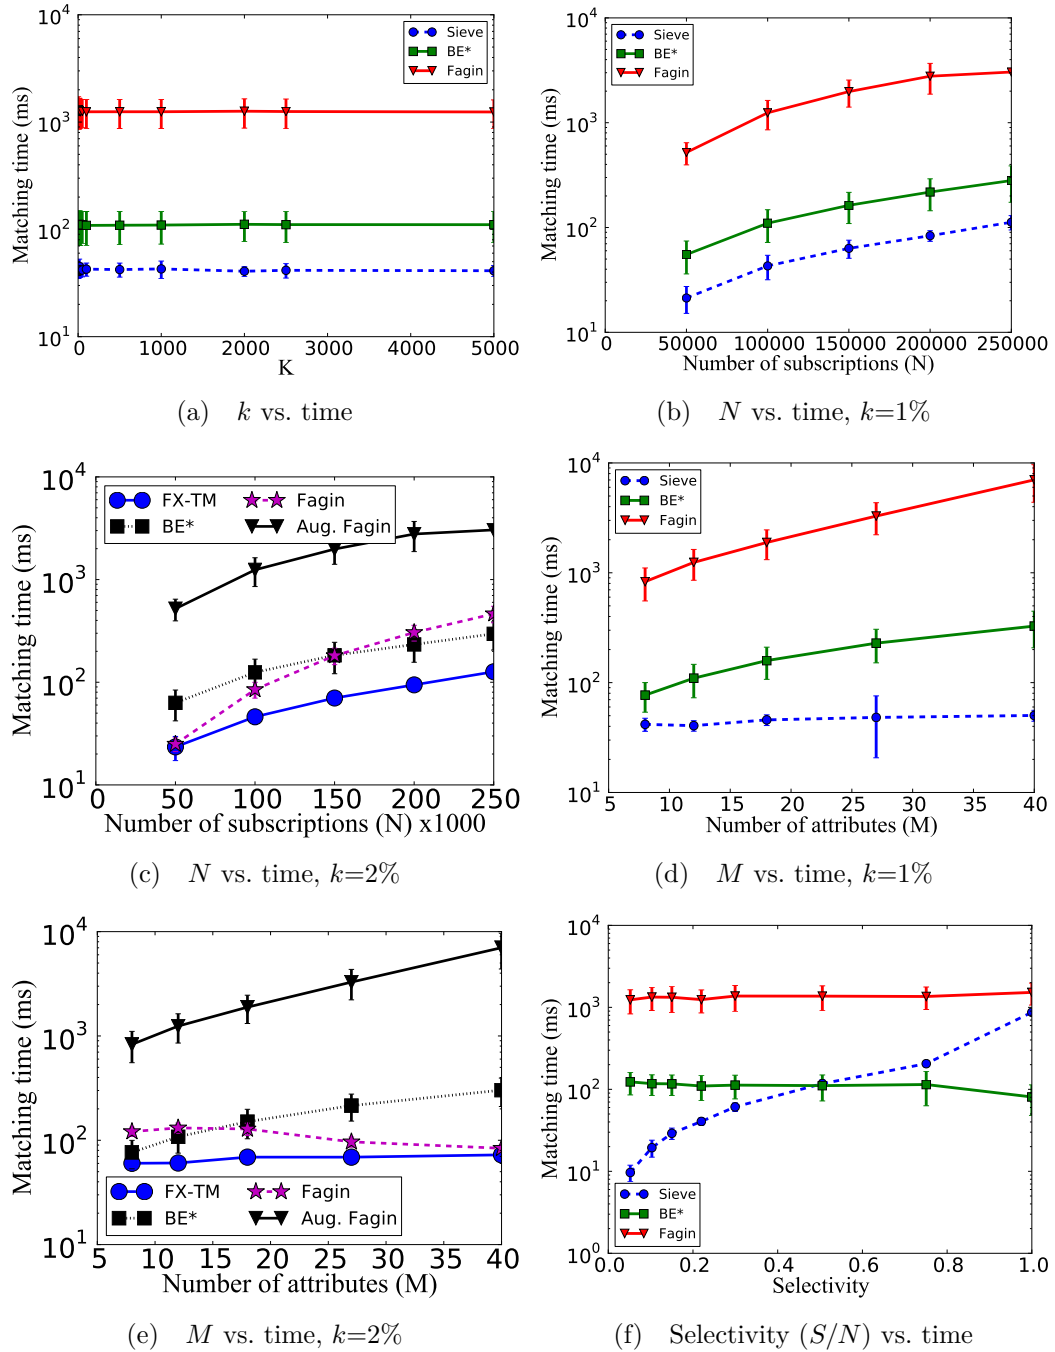 10^4
10^3
10^2
10^1
Matching time (ms)
Sieve
BE*
Fagin
0 1000 2000 3000 4000 5000
K
(a) k vs. time
10^4
10^3
10^2
10^1
Matching time (ms)
Sieve
BE*
Fagin
50000 100000 150000 200000 250000
Number of subscriptions (N)
(b) N vs. time, k=1%
10^4
10^3
10^2
10^1
Matching time (ms)
FX-TM Fagin
BE* Aug. Fagin
0 50 100 150 200 250
Number of subscriptions (N) x1000
(c) N vs. time, k=2%
10^4
10^3
10^2
10^1
Matching time (ms)
Sieve
BE*
Fagin
5 10 15 20 25 30 35 40
Number of attributes (M)
(d) M vs. time, k=1%
10^4
10^3
10^2
10^1
Matching time (ms)
FX-TM Fagin
BE* Aug. Fagin
5 10 15 20 25 30 35 40
Number of attributes (M)
(e) M vs. time, k=2%
10^4
10^3
10^2
10^1
10^0
Matching time (ms)
Sieve
BE*
Fagin
0.0 0.2 0.4 0.6 0.8 1.0
Selectivity
(f) Selectivity (S/N) vs. time